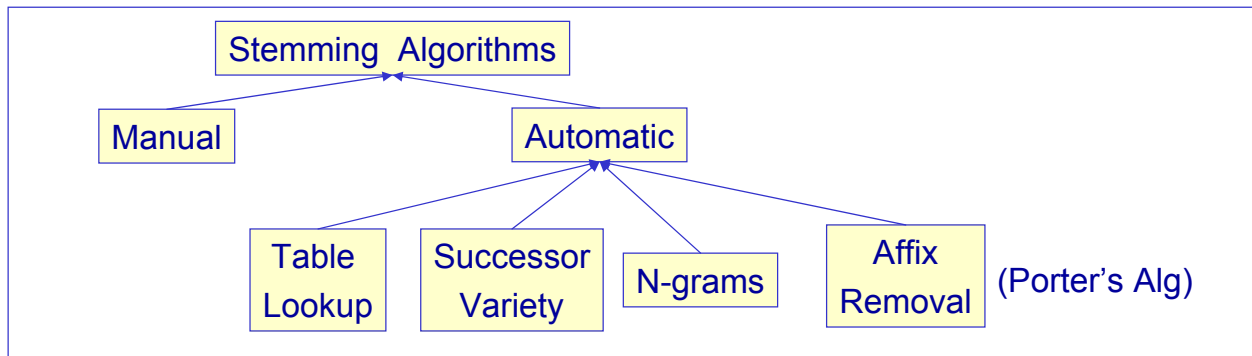 Stemming Algorithms
Manual
Automatic
Table
Lookup
Successor
Variety
N-grams
Affix
Removal
(Porter's Alg)